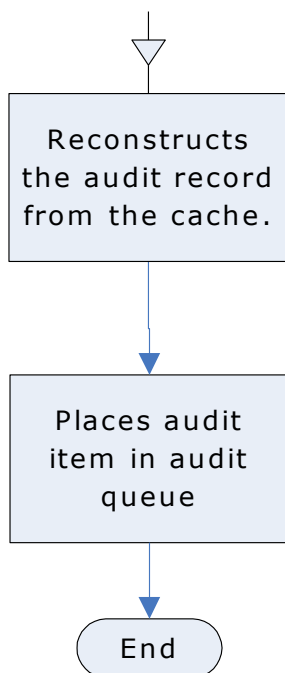 Reconstructs
the audit record
from the cache.
Places audit
item in audit
queue
End